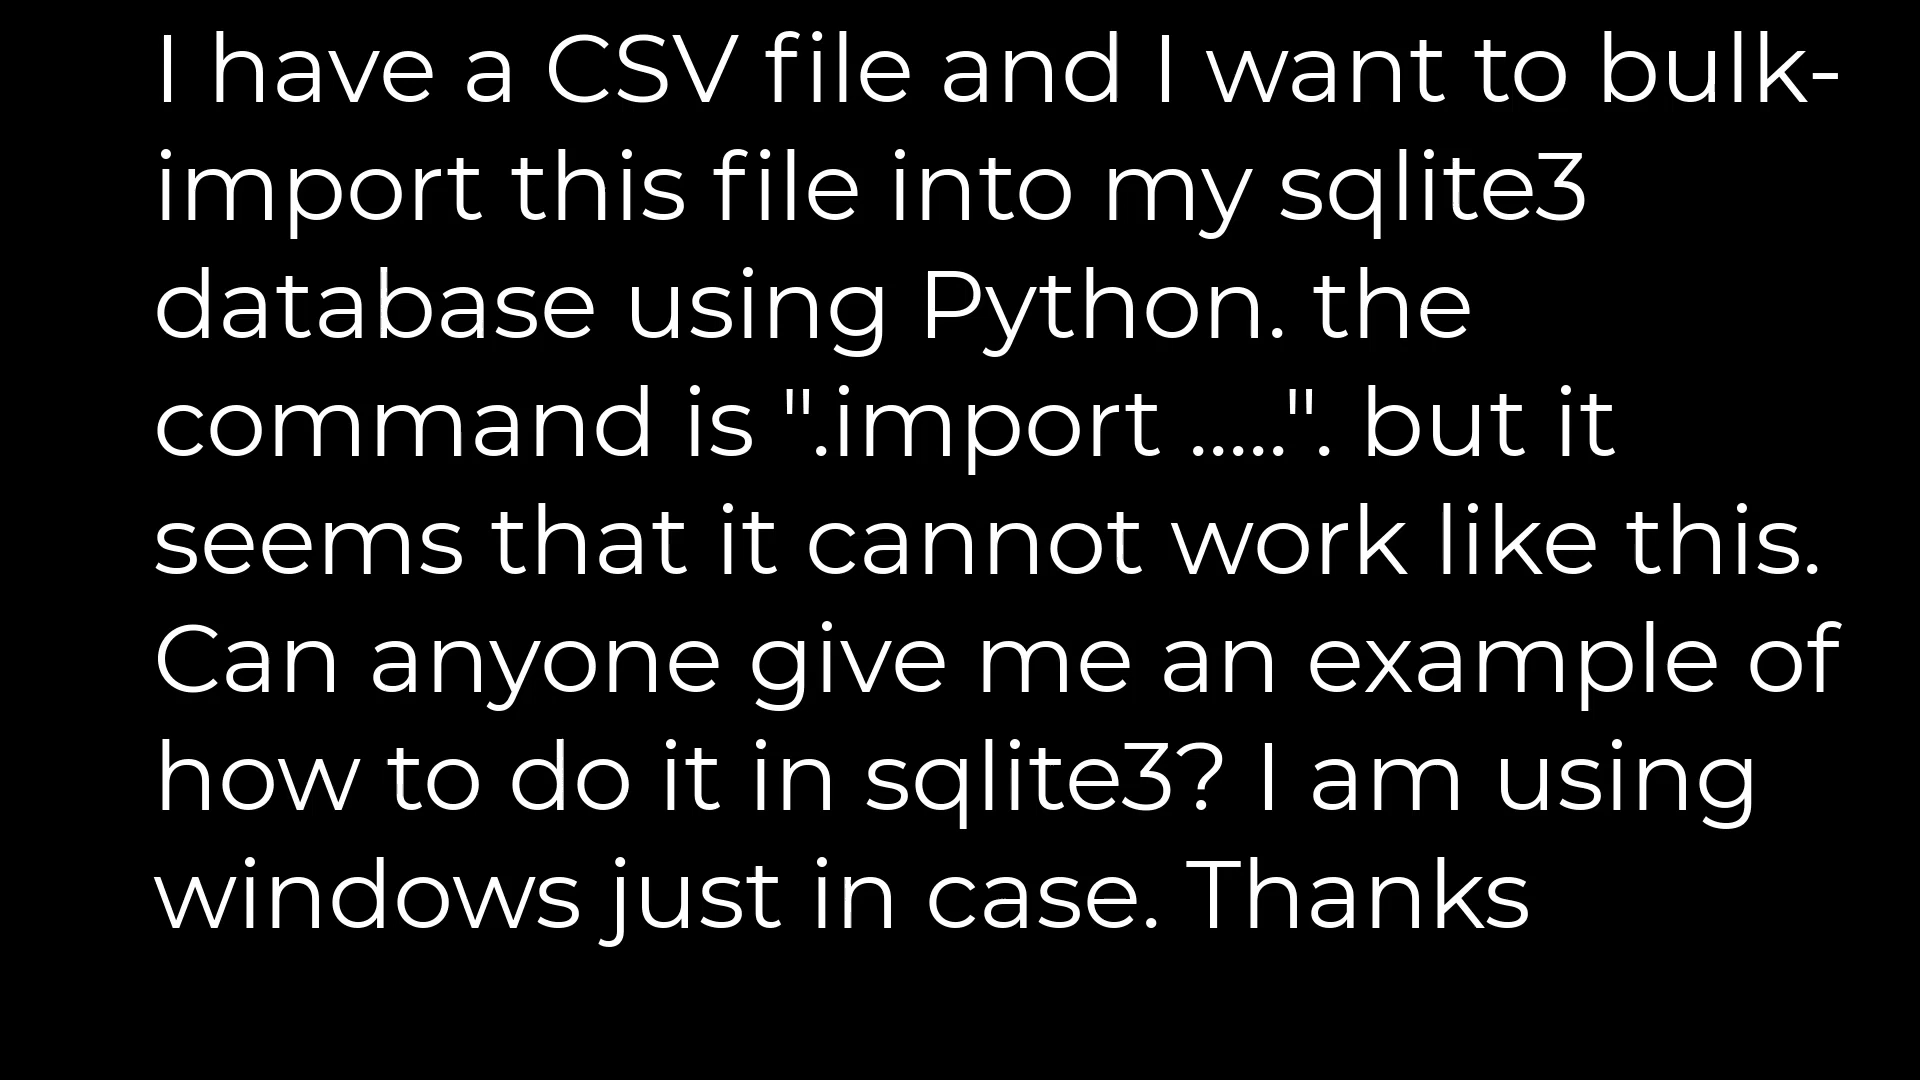 I have a CSV file and I want to bulk-
import this file into my sqlite3
database using Python. the
command is ".import .....". but it
seems that it cannot work like this.
Can anyone give me an example of
how to do it in sqlite3? I am using
windows just in case. Thanks